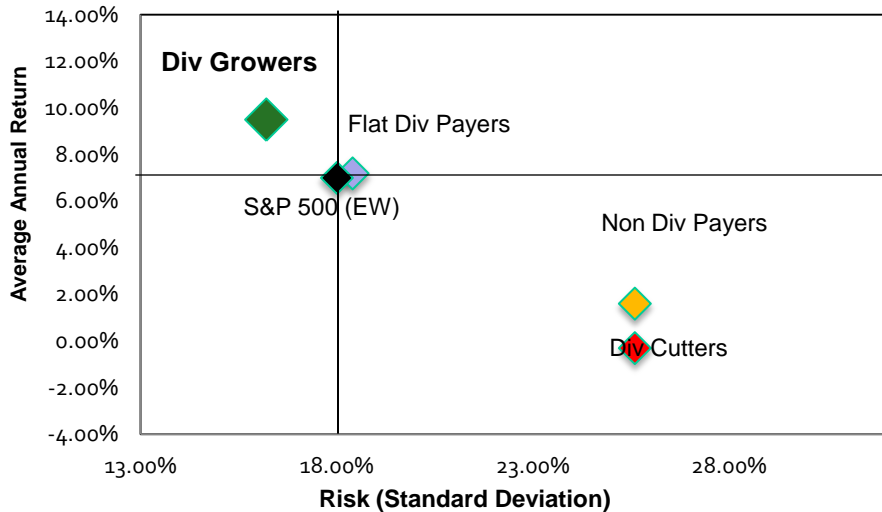 14.00%
12.00%
10.00%
8.00%
6.00%
4.00%
2.00%
0.00%
-2.00%
-4.00%
Average Annual Return
Div Growers
Flat Div Payers
S&P 500 (EW)
Non Div Payers
Div Cutters
13.00%
18.00%
23.00%
28.00%
Risk (Standard Deviation)